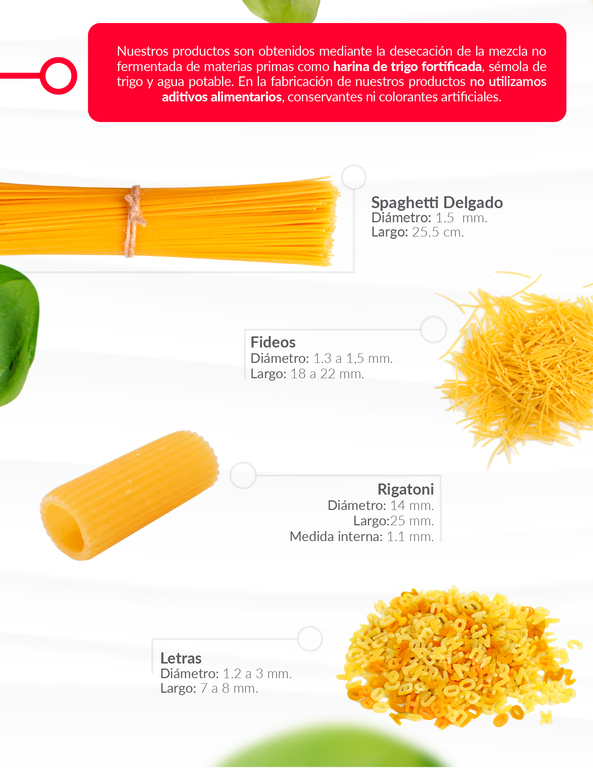 Nuestros productos son obtenidos mediante la desecación de la mezcla no
fermentada de materias primas como harina de trigo fortificada, sémola de
trigo y agua potable. En la fabricación de nuestros productos no utilizamos
aditivos alimentarios, conservantes ni colorantes artificiales.
Spaghetti Delgado
Diámetro: 1.5 mm.
Largo: 25.5 cm.
Fideos
Diámetro: 1.3 a 1,5 mm.
Largo: 18 a 22 mm.
Rigatoni
Diámetro: 14 mm.
Largo:25 mm.
Medida interna: 1.1 mm.
Letras
Diámetro: 1.2 a 3 mm.
Largo: 7 a 8 mm.